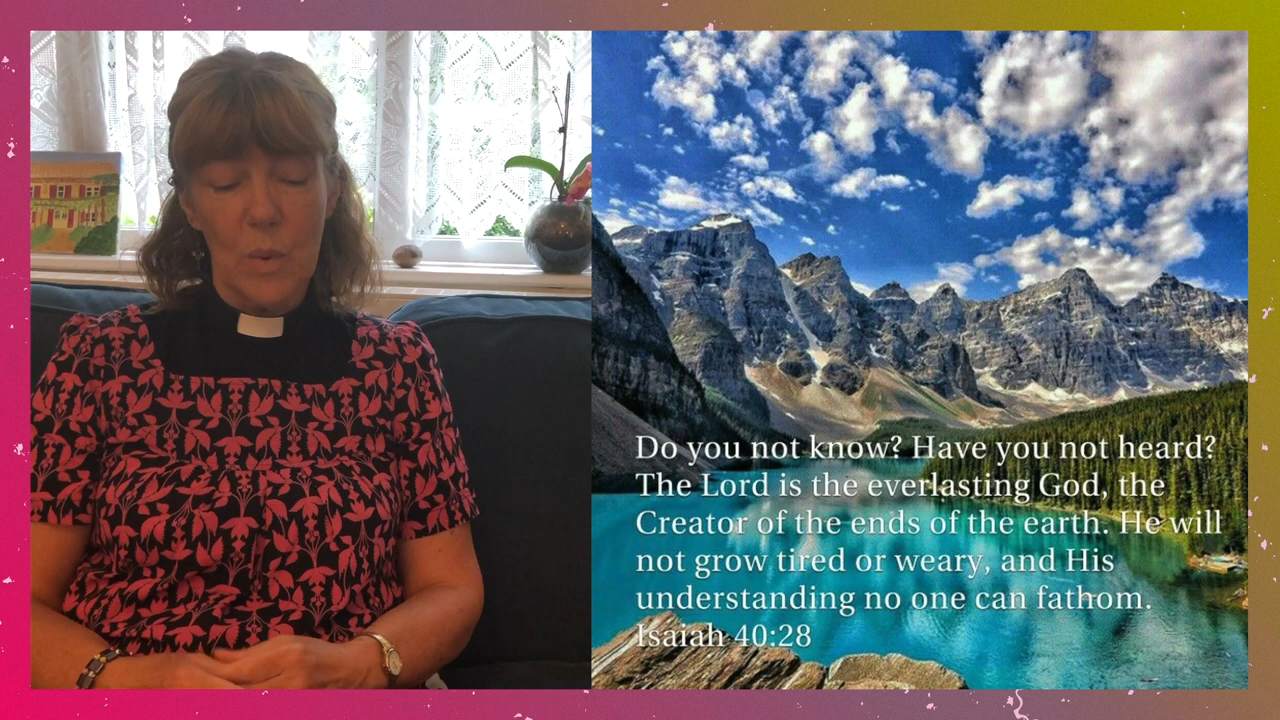 Do you not know? Have you not heard?
The Lord is the everlasting God, the
Creator of the ends of the earth. He will
not grow tired or weary, and His
understanding no one can fathom.
Isaiah 40:28